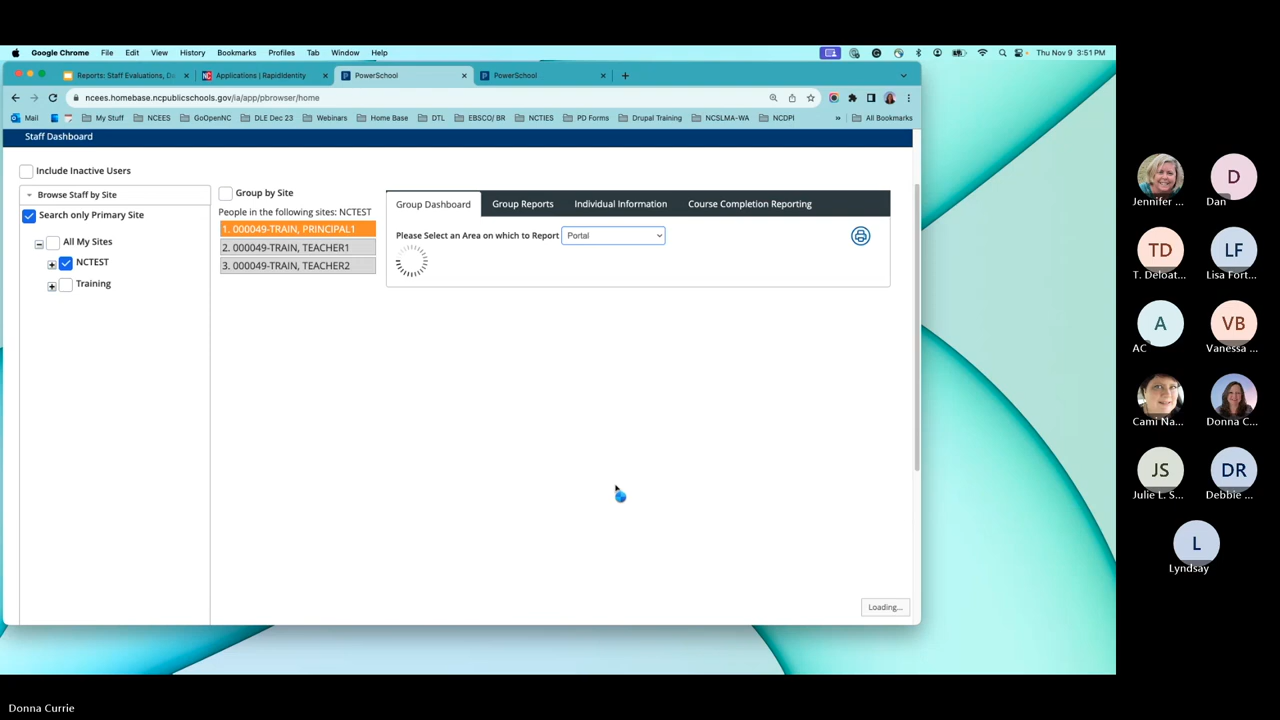 Google Chrome File Edit View History Bookmarks Profiles Tab Window Help Thu Nov 9 3:51 PM
Reports: Staff Evaluations, D Applications | RapidIdentity PowerSchool PowerSchool
ncees.homebase.ncpublicschools.gov/ia/app/pbrowser/home
Mail My Stuff NCEES GoOpenNC DLE Dec 23 Webinars Home Base DTL EBSCO/ BR NCTIES PD Forms Drupal Training NCSLMA-WA NCDPI » All Bookmarks
Staff Dashboard
Include Inactive Users
Browse Staff by Site
Search only Primary Site
All My Sites
NCTEST
Training
Group by Site
People in the following sites: NCTEST
1. 000049-TRAIN, PRINCIPAL1
2. 000049-TRAIN, TEACHER1
3. 000049-TRAIN, TEACHER2
Group Dashboard Group Reports Individual Information Course Completion Reporting
Please Select an Area on which to Report Portal
Loading...
Jennifer ...
D
Dan
TD
T. Deloat...
LF
Lisa Fort...
A
AC
VB
Vanessa ...
Cami Na...
Donna C...
JS
Julie L. S...
DR
Debbie ...
L
Lyndsay
Donna Currie